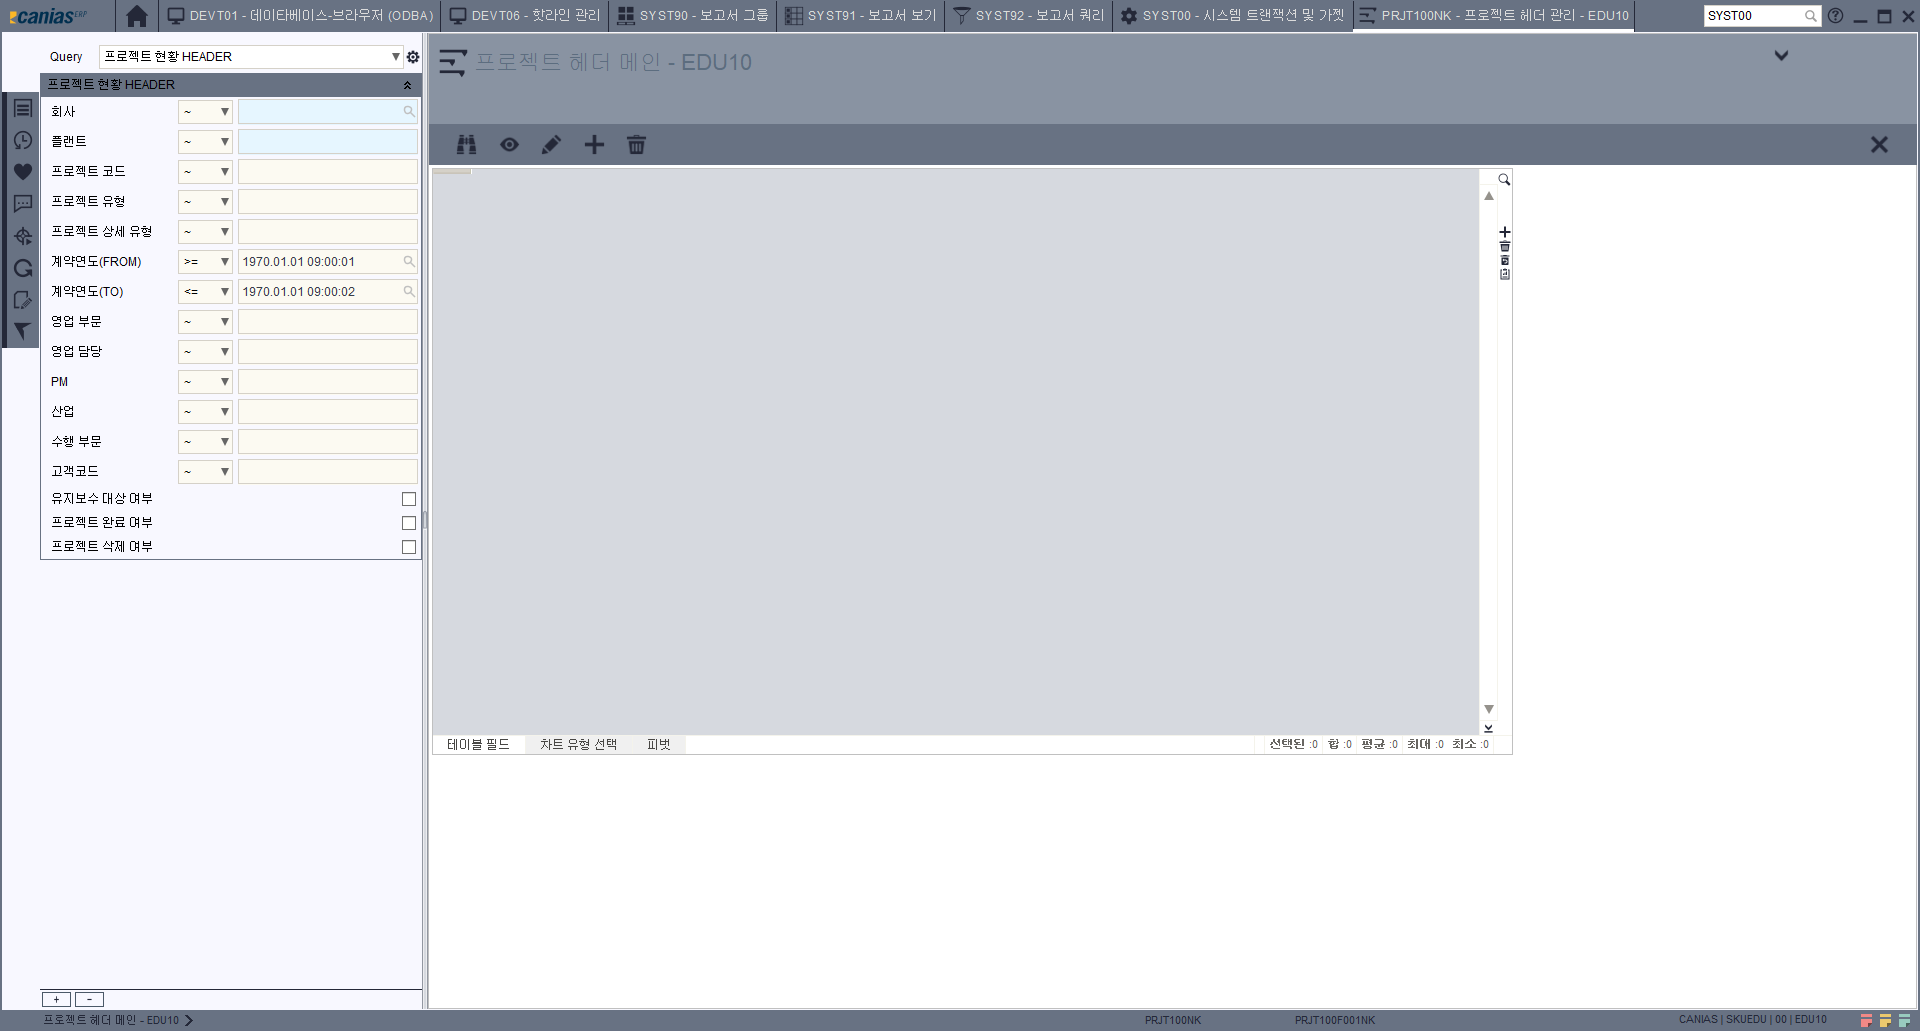 canias ERP
DEVT01 - 데이타베이스-브라우저 (ODBA)
DEVT06 - 핫라인 관리
SYST90 - 보고서 그룹
SYST91 - 보고서 보기
SYST92 - 보고서 쿼리
SYST00 - 시스템 트랜잭션 및 가젯
PRJT100NK - 프로젝트 헤더 관리 - EDU10
SYST00
Query
프로젝트 현황 HEADER
프로젝트 현황 HEADER
회사 ~
플랜트 ~
프로젝트 코드 ~
프로젝트 유형 ~
프로젝트 상세 유형 ~
계약연도(FROM) >= 1970.01.01 09:00:01
계약연도(TO) <= 1970.01.01 09:00:02
영업 부문 ~
영업 담당 ~
PM ~
산업 ~
수행 부문 ~
고객코드 ~
유지보수 대상 여부
프로젝트 완료 여부
프로젝트 삭제 여부
+ -
프로젝트 헤더 메인 - EDU10
테이블 필드 차트 유형 선택 피벗
선택된 :0 합 :0 평균 :0 최대 :0 최소 :0
프로젝트 헤더 메인 - EDU10
PRJT100NK
PRJT100F001NK
CANIAS | SKUEDU | 00 | EDU10